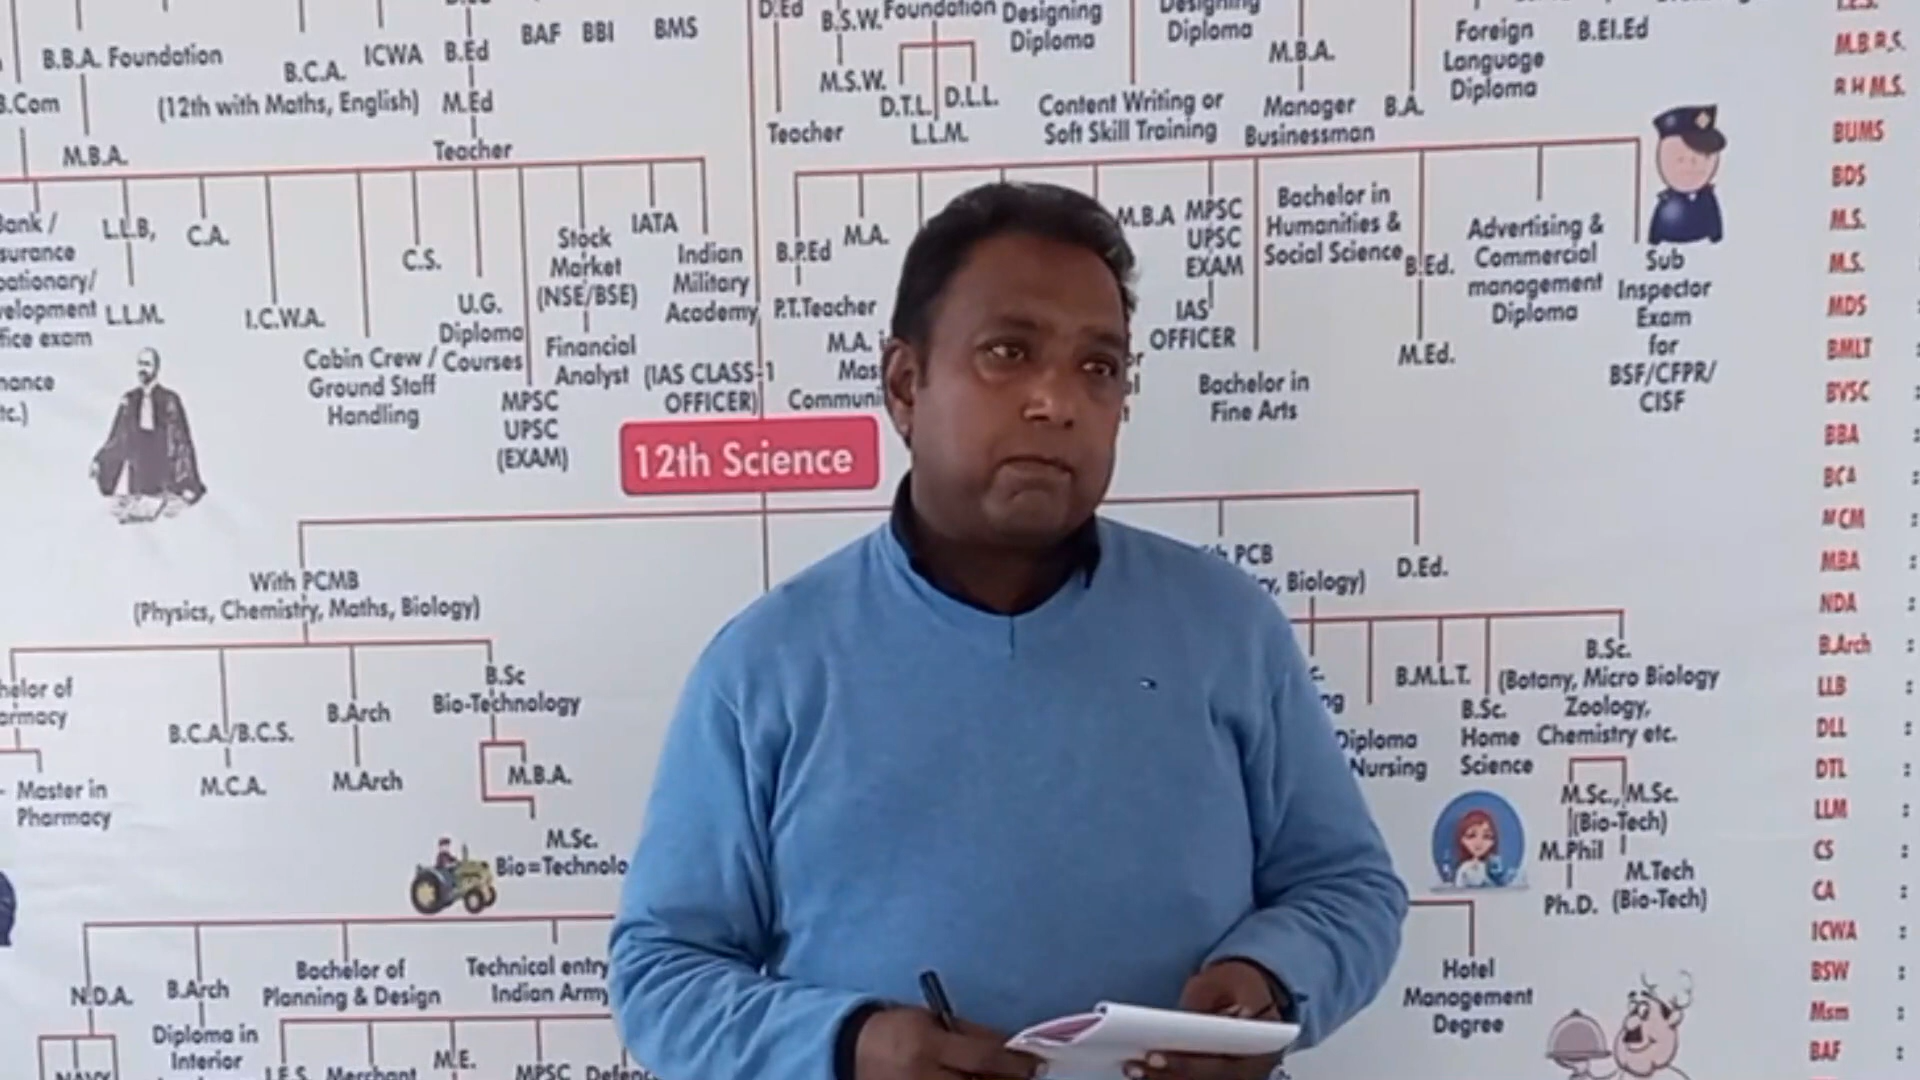 B.B.A. Foundation
B.C.A.
(12th with Maths, English)
ICWA
B.Ed
M.Ed
Teacher
BAF BBI BMS
M.B.A.
D.Ed
Teacher
B.S.W.
M.S.W.
Foundation
D.T.L.
D.L.L.
L.L.M.
Designing
Diploma
Content Writing or
Soft Skill Training
Designing
Diploma
M.B.A.
Manager
Businessman
B.A.
Foreign
Language
Diploma
B.El.Ed
L.L.B,
L.L.M.
C.A.
I.C.W.A.
Cabin Crew /
Ground Staff
Handling
C.S.
U.G.
Diploma
Courses
MPSC
UPSC
(EXAM)
Stock
Market
(NSE/BSE)
Financial
Analyst
IATA
Indian
Military
Academy
(IAS CLASS-1
OFFICER)
B.P.Ed
P.T.Teacher
M.A.
M.A.
M.B.A
MPSC
UPSC
EXAM
IAS
OFFICER
Bachelor in
Humanities &
Social Science
Bachelor in
Fine Arts
B.Ed.
M.Ed.
Advertising &
Commercial
management
Diploma
Sub
Inspector
Exam
for
BSF/CFPR/
CISF
12th Science
With PCMB
(Physics, Chemistry, Maths, Biology)
Master in
Pharmacy
B.C.A./B.C.S.
M.C.A.
B.Arch
M.Arch
B.Sc
Bio-Technology
M.B.A.
M.Sc.
PCB
Biology)
D.Ed.
Diploma
Nursing
B.M.L.T.
B.Sc.
Home
Science
B.Sc.
(Botany, Micro Biology
Zoology,
Chemistry etc.
M.Sc., M.Sc.
(Bio-Tech)
M.Phil
Ph.D.
M.Tech
(Bio-Tech)
N.D.A.
B.Arch
Diploma in
Interior
Bachelor of
Planning & Design
Technical entry
Indian Army
I.E.S.
Merchant
M.E.
MPSC
Hotel
Management
Degree
BUMS
BDS
M.S.
M.S.
MDS
BMLT :
BVSC :
BBA :
BCA :
MCM :
MBA :
NDA :
B.Arch :
LLB :
DLL :
DTL :
LLM :
CS :
CA :
ICWA :
BSW :
Msm :
BAF :